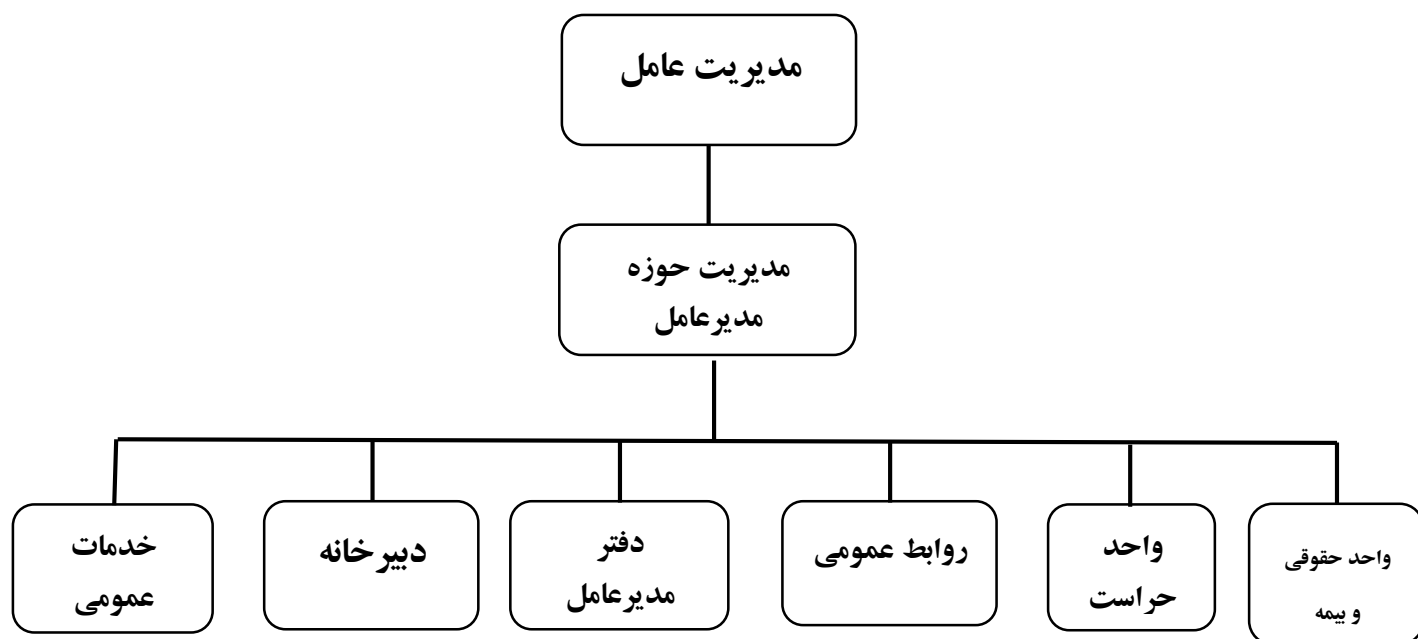 مدیریت عامل
مدیریت حوزه
مدیرعامل
واحد حقوقی
و بیمه
واحد
حراست
روابط عمومی
دفتر
مدیرعامل
دبیرخانه
خدمات
عمومی